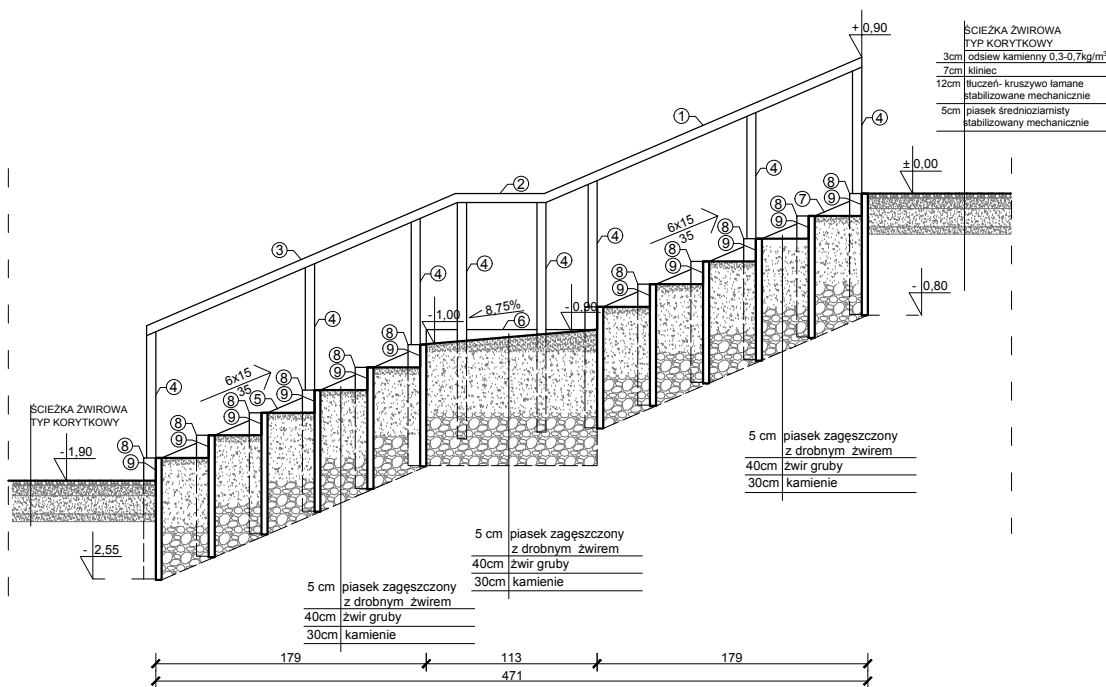 + 0,90
ŚCIEŻKA ŻWIROWA
TYP KORYTKOWY
3cm odsiew kamienny 0,3-0,7kg/m³
7cm kliniec
12cm tłuczeń- kruszywo łamane
stabilizowane mechanicznie
5cm piasek średnioziarnisty
stabilizowany mechanicznie
1
4
± 0,00
2
4
8
7
8
9
9
6x15
35
8
9
3
4
4
4
4
8
9
8
9
- 0,80
- 1,00
8,75%
6
- 0,90
8
9
4
8
9
6x15
35
8
9
8
9
4
8
5
9
ŚCIEŻKA ŻWIROWA
TYP KORYTKOWY
- 1,90
8
9
8
9
5 cm piasek zagęszczony
z drobnym żwirem
40cm żwir gruby
30cm kamienie
- 2,55
5 cm piasek zagęszczony
z drobnym żwirem
40cm żwir gruby
30cm kamienie
5 cm piasek zagęszczony
z drobnym żwirem
40cm żwir gruby
30cm kamienie
179
113
179
471